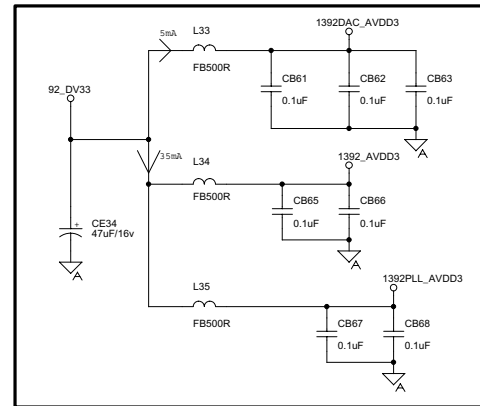 5mA
L33
1392DAC_AVDD3
FB500R
CB61
0.1uF
CB62
0.1uF
CB63
0.1uF
92_DV33
A
35mA
L34
1392_AVDD3
FB500R
CB65
0.1uF
CB66
0.1uF
+
CE34
47uF/16v
A
A
L35
1392PLL_AVDD3
FB500R
CB67
0.1uF
CB68
0.1uF
A